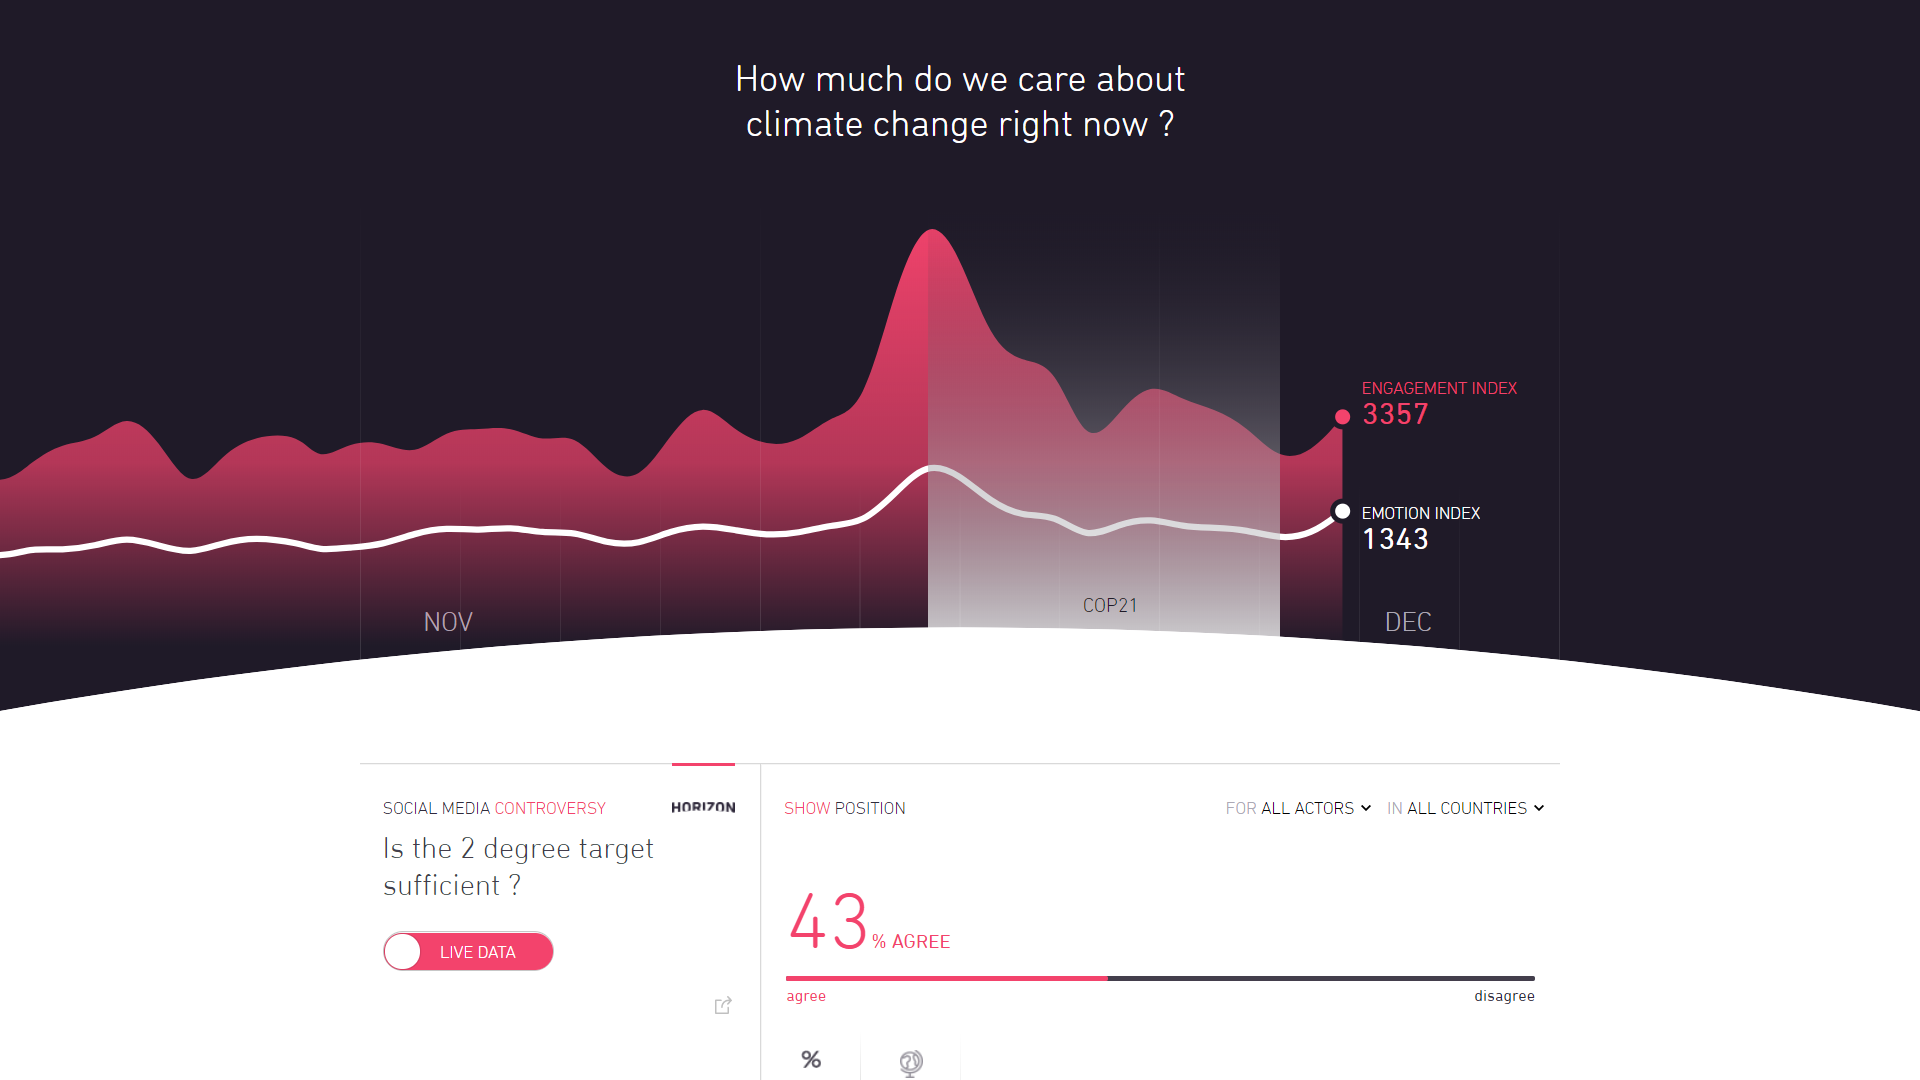 How much do we care about
climate change right now ?
ENGAGEMENT INDEX
3357
EMOTION INDEX
1343
COP21
NOV
DEC
SOCIAL MEDIA CONTROVERSY
HORIZON
Is the 2 degree target
sufficient ?
LIVE DATA
SHOW POSITION
FOR ALL ACTORS
IN ALL COUNTRIES
43 % AGREE
agree
disagree
%